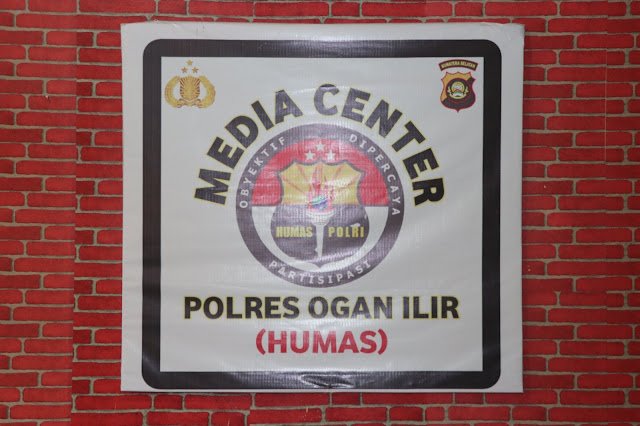 SUMATERA SELATAN
MEDIA CENTER
OBYEKTIF DIPERCAYA
HUMAS POLRI
PARTISIPASI
POLRES OGAN ILIR
(HUMAS)